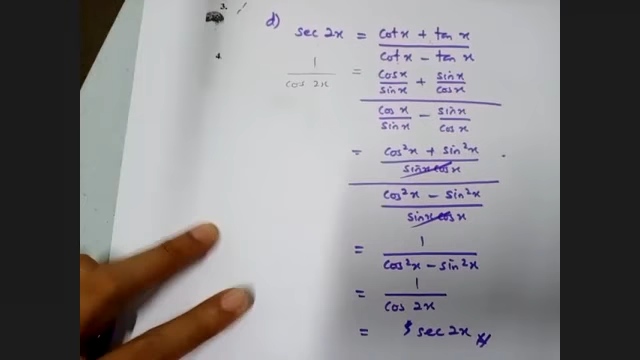 3.
4.
d) sec 2x = cot x + tan x / cot x - tan x
1 / cos 2x = cos x / sin x + sin x / cos x
cos x / sin x - sin x / cos x
= cos²x + sin²x / sin x cos x
cos²x - sin²x / sin x cos x
= 1 / cos²x - sin²x
= 1 / cos 2x
= sec 2x